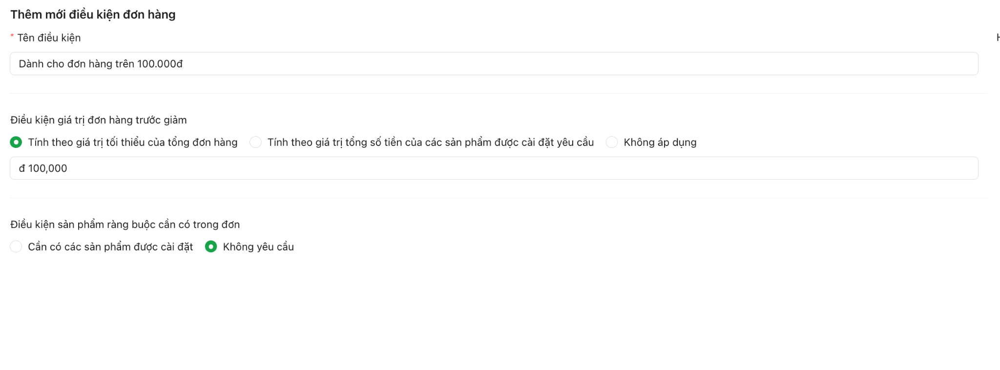 Thêm mới điều kiện đơn hàng
* Tên điều kiện
Dành cho đơn hàng trên 100.000đ
Điều kiện giá trị đơn hàng trước giảm
Tính theo giá trị tối thiểu của tổng đơn hàng Tính theo giá trị tổng số tiền của các sản phẩm được cài đặt yêu cầu Không áp dụng
đ 100,000
Điều kiện sản phẩm ràng buộc cần có trong đơn
Cần có các sản phẩm được cài đặt Không yêu cầu